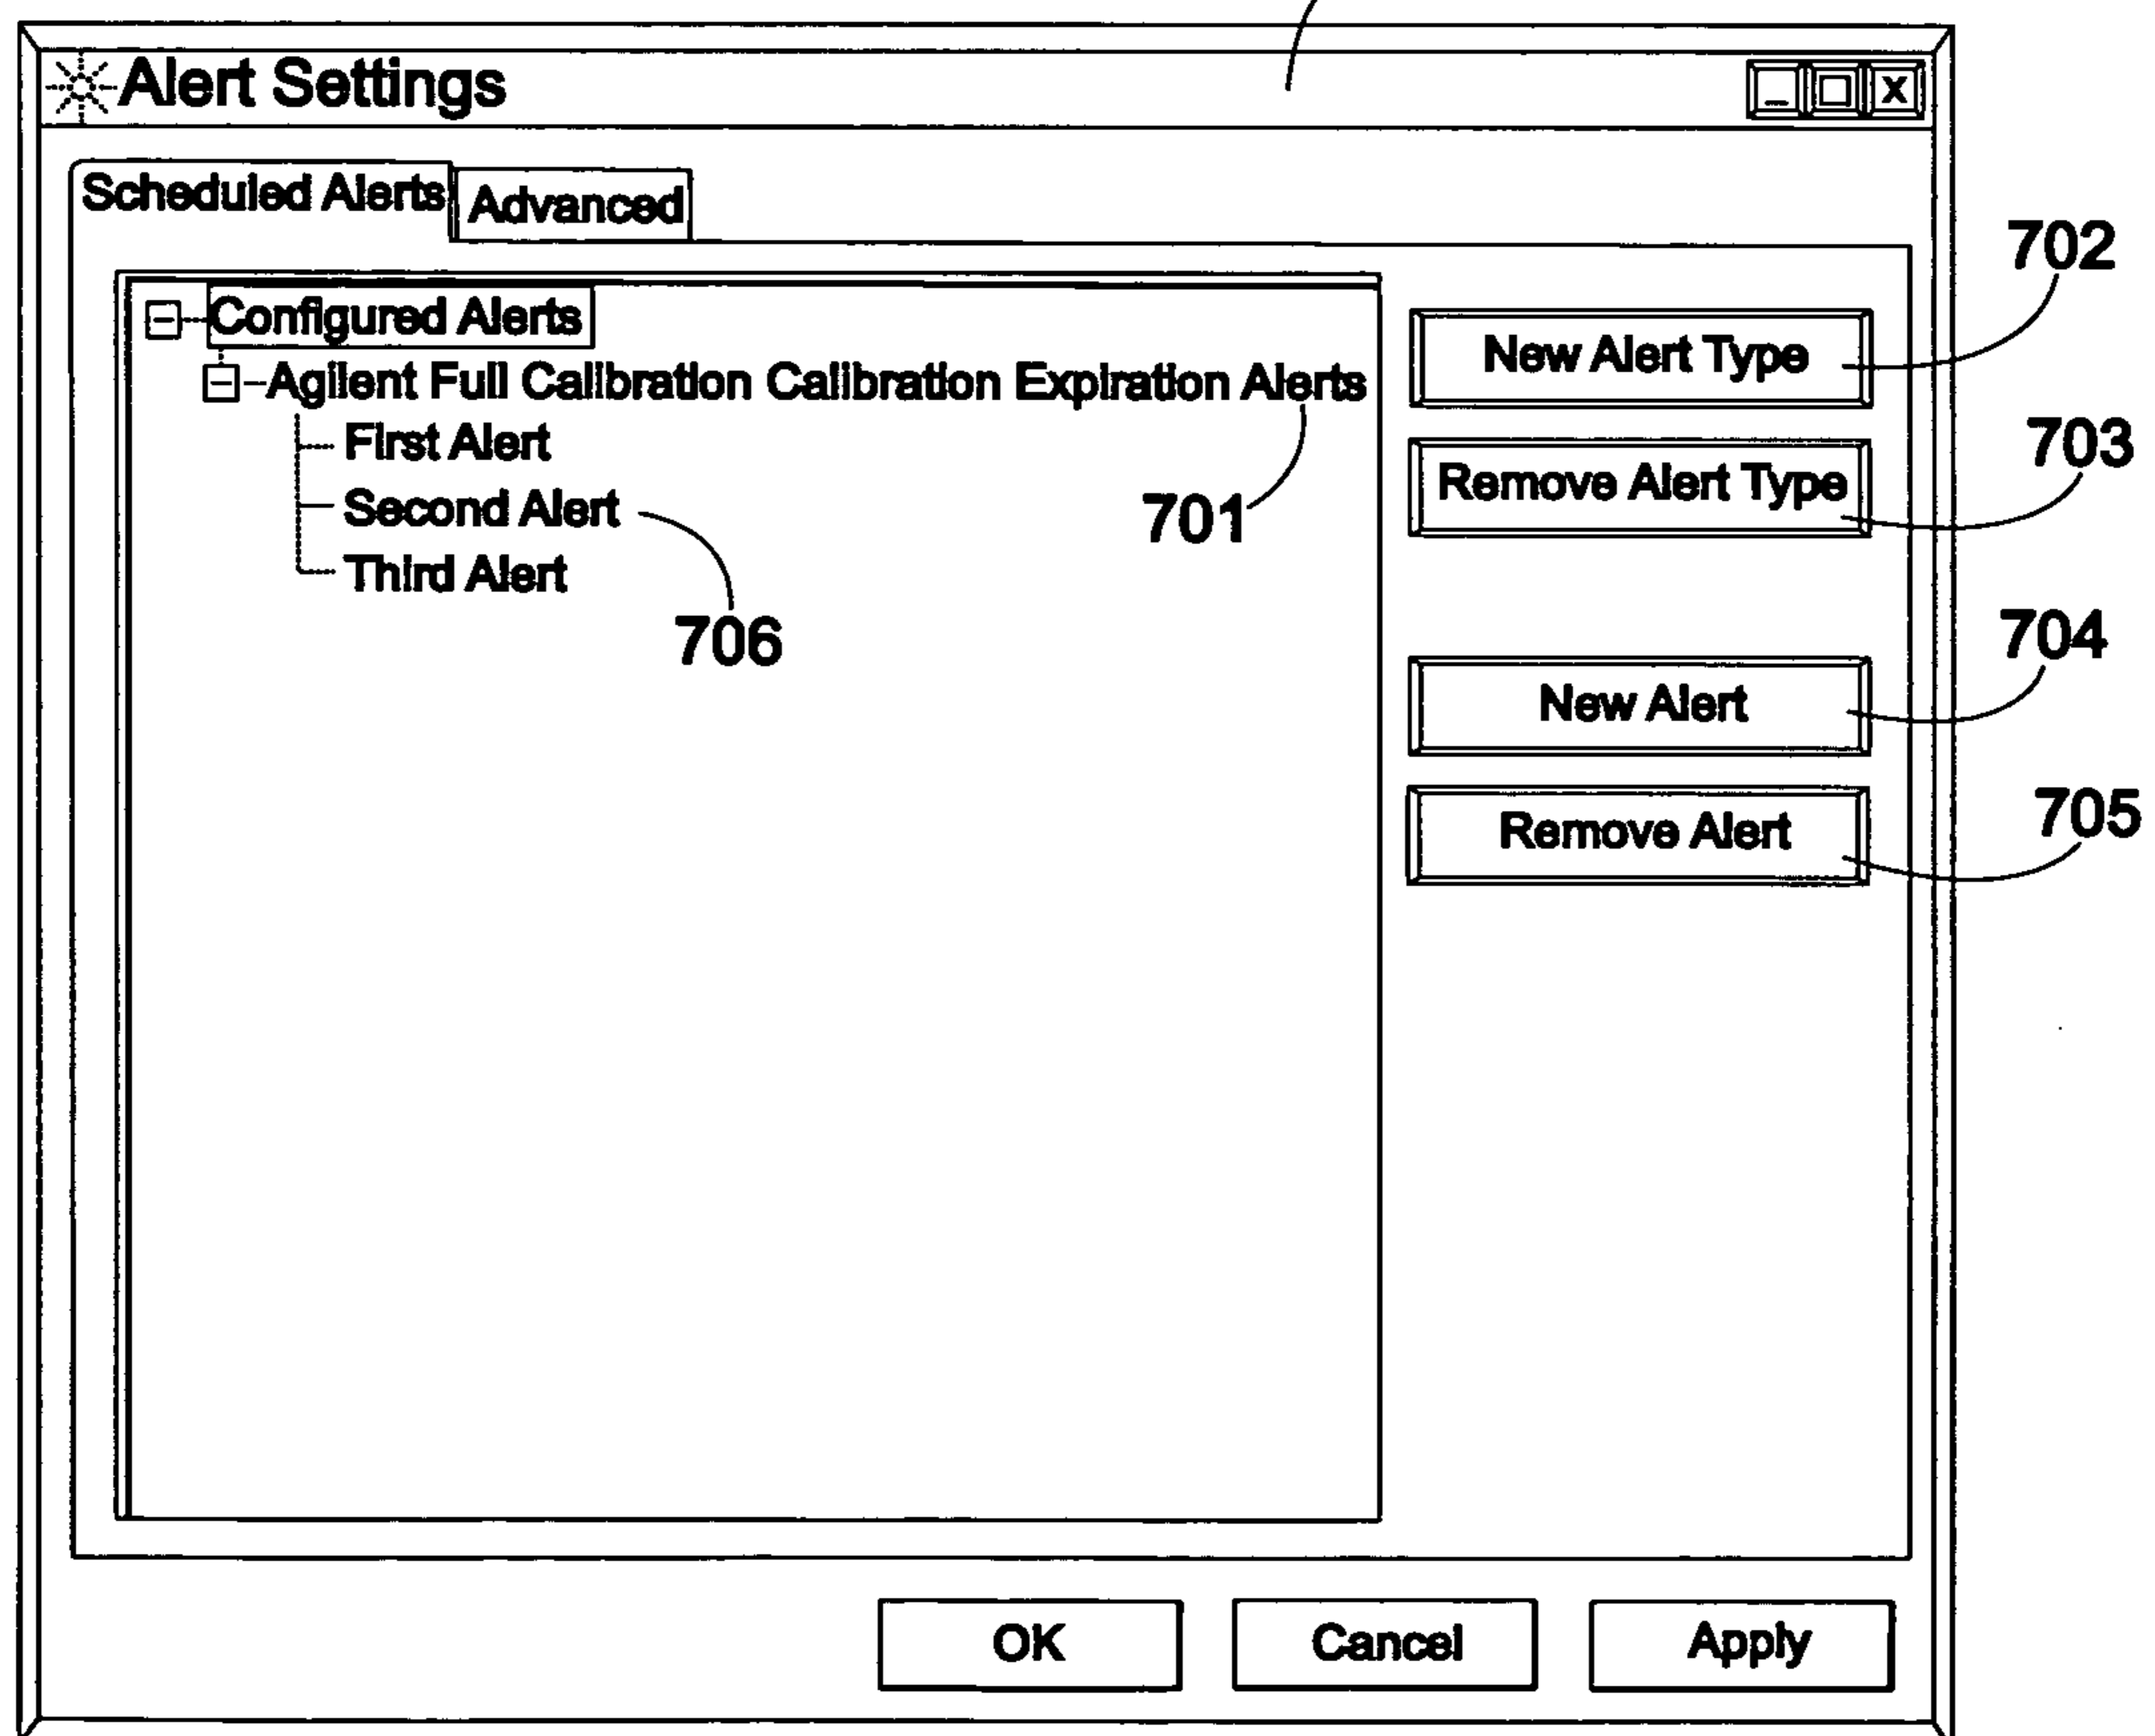 Alert Settings
X
Scheduled Alerts
Advanced
Configured Alerts
Agilent Full Calibration Calibration Expiration Alerts
First Alert
Second Alert
Third Alert
701
706
New Alert Type
702
Remove Alert Type
703
New Alert
704
Remove Alert
705
OK
Cancel
Apply